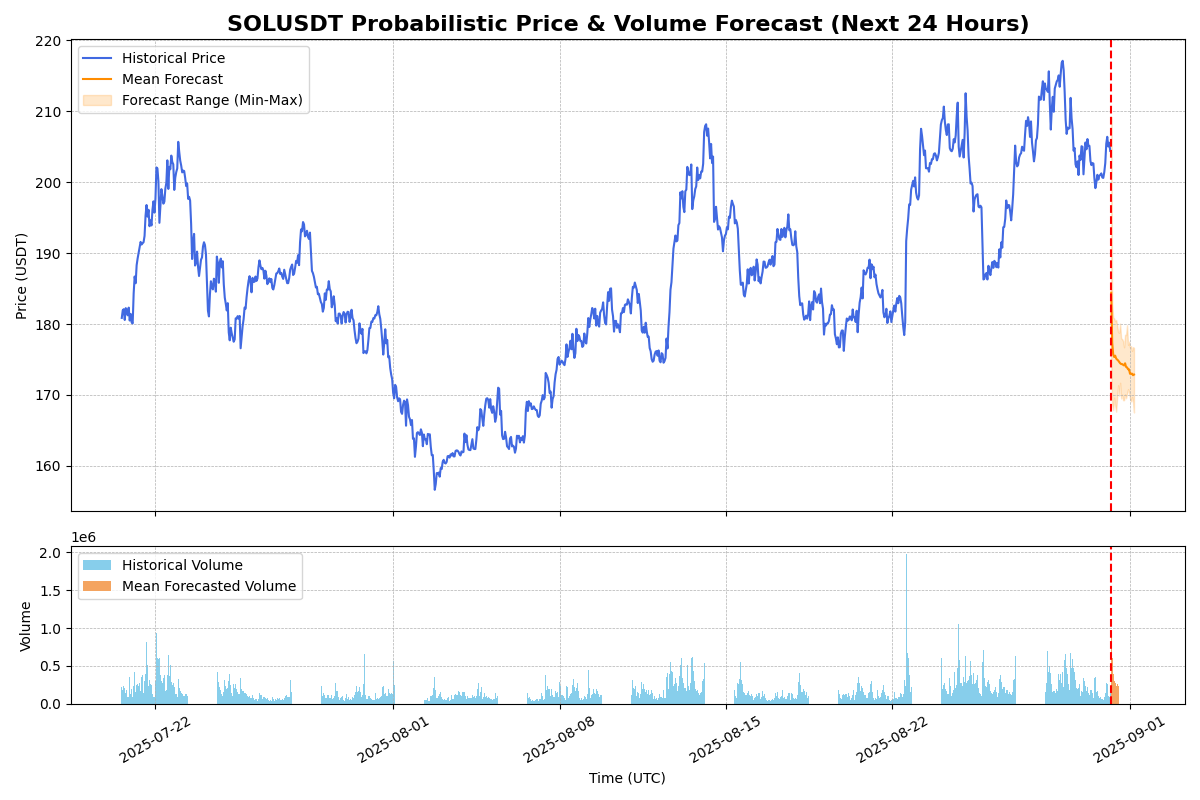 SOLUSDT Probabilistic Price & Volume Forecast (Next 24 Hours)
220
210
200
190
180
170
160
Price (USDT)
Historical Price
Mean Forecast
Forecast Range (Min-Max)
1e6
2.0
1.5
1.0
0.5
0.0
Volume
Historical Volume
Mean Forecasted Volume
2025-07-22
2025-08-01
2025-08-08
2025-08-15
2025-08-22
2025-09-01
Time (UTC)